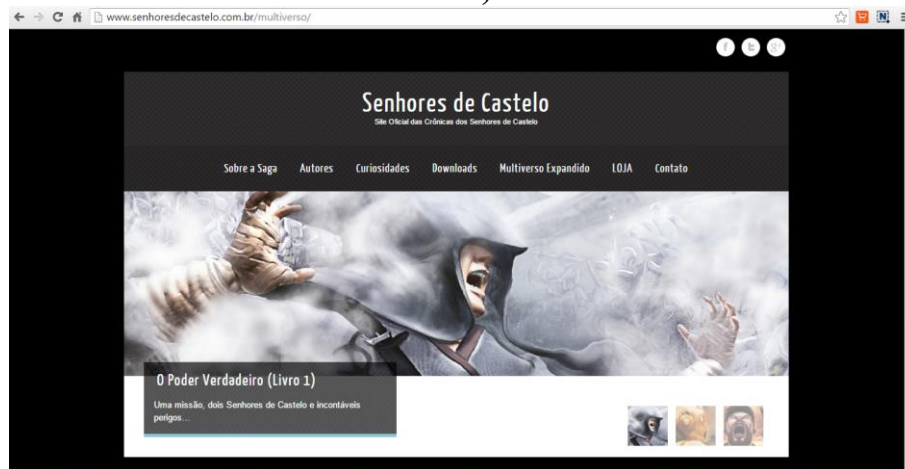 www.senhoresdecastelo.com.br/multiverso/
f t g+
Senhores de Castelo
Site Oficial das Crônicas dos Senhores de Castelo
Sobre a Saga Autores Curiosidades Downloads Multiverso Expandido LOJA Contato
O Poder Verdadeiro (Livro 1)
Uma missão, dois Senhores de Castelo e incontáveis
perigos...